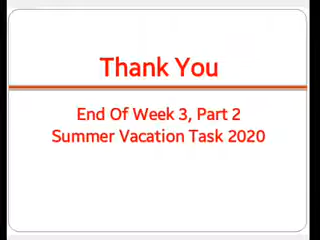 Thank You
End Of Week 3, Part 2
Summer Vacation Task 2020